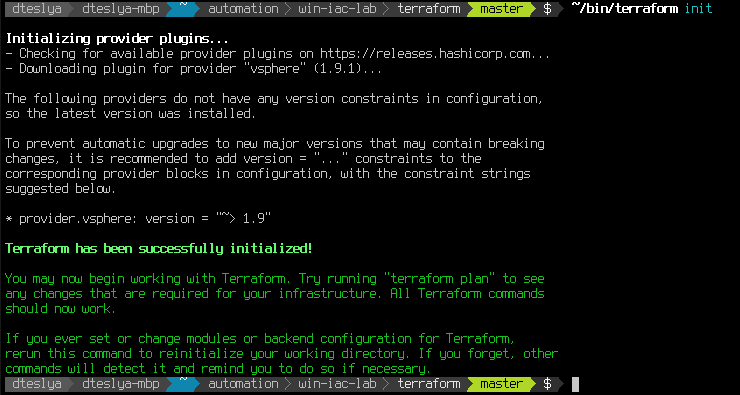 dteslya dteslya-mbp ~ automation win-iac-lab terraform master $ ~/bin/terraform init
Initializing provider plugins...
- Checking for available provider plugins on https://releases.hashicorp.com...
- Downloading plugin for provider "vsphere" (1.9.1)...
The following providers do not have any version constraints in configuration,
so the latest version was installed.
To prevent automatic upgrades to new major versions that may contain breaking
changes, it is recommended to add version = "..." constraints to the
corresponding provider blocks in configuration, with the constraint strings
suggested below.
* provider.vsphere: version = "~> 1.9"
Terraform has been successfully initialized!
You may now begin working with Terraform. Try running "terraform plan" to see
any changes that are required for your infrastructure. All Terraform commands
should now work.
If you ever set or change modules or backend configuration for Terraform,
rerun this command to reinitialize your working directory. If you forget, other
commands will detect it and remind you to do so if necessary.
dteslya dteslya-mbp ~ automation win-iac-lab terraform master $